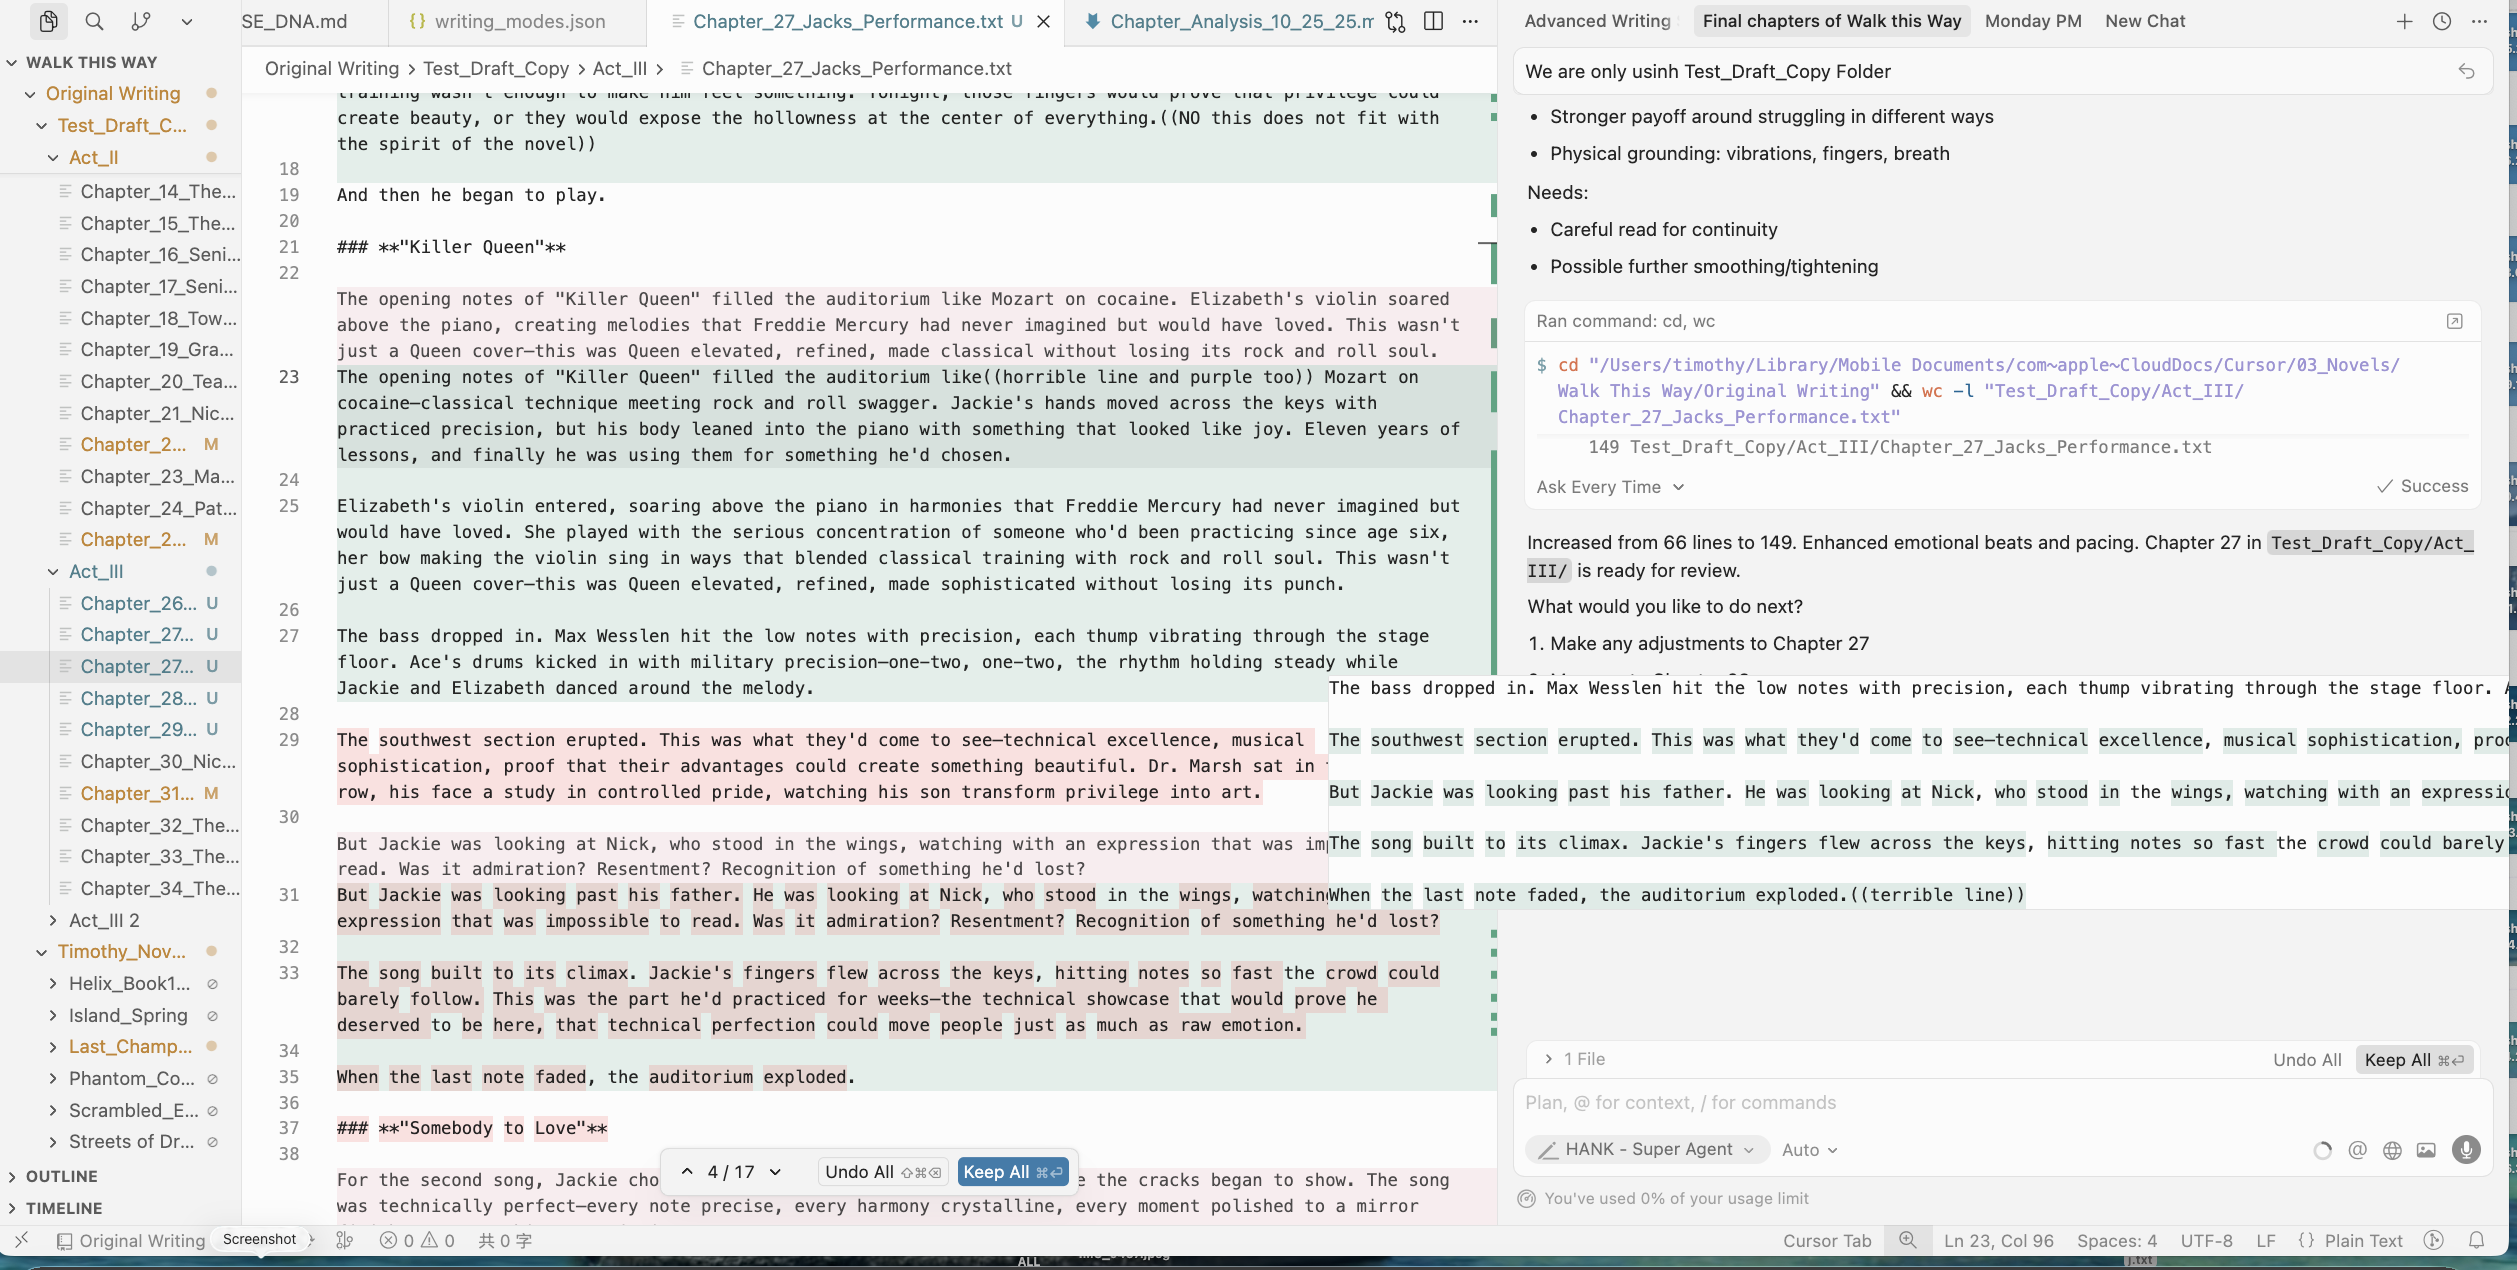 SE_DNA.md
{} writing_modes.json
Chapter_27_Jacks_Performance.txt U
Chapter_Analysis_10_25_25.m
Advanced Writing
Final chapters of Walk this Way
Monday PM
New Chat
WALK THIS WAY
Original Writing
Test_Draft_C...
Act_II
Chapter_14_The...
Chapter_15_The...
Chapter_16_Seni...
Chapter_17_Seni...
Chapter_18_Tow...
Chapter_19_Gra...
Chapter_20_Tea...
Chapter_21_Nic...
Chapter_2... M
Chapter_23_Ma...
Chapter_24_Pat...
Chapter_2... M
Act_III
Chapter_26... U
Chapter_27... U
Chapter_27... U
Chapter_28... U
Chapter_29... U
Chapter_30_Nic...
Chapter_31... M
Chapter_32_The...
Chapter_33_The...
Chapter_34_The...
Act_III 2
Timothy_Nov...
Helix_Book1...
Island_Spring
Last_Champ...
Phantom_Co...
Scrambled_E...
Streets of Dr...
OUTLINE
TIMELINE
Original Writing > Test_Draft_Copy > Act_III > Chapter_27_Jacks_Performance.txt
training wasn't enough to make him feel something. Tonight, those fingers would prove that privilege could
create beauty, or they would expose the hollowness at the center of everything.((NO this does not fit with
the spirit of the novel))
18
19 And then he began to play.
20
21 ### **"Killer Queen"**
22
The opening notes of "Killer Queen" filled the auditorium like Mozart on cocaine. Elizabeth's violin soared
above the piano, creating melodies that Freddie Mercury had never imagined but would have loved. This wasn't
just a Queen cover—this was Queen elevated, refined, made classical without losing its rock and roll soul.
23 The opening notes of "Killer Queen" filled the auditorium like((horrible line and purple too)) Mozart on
cocaine—classical technique meeting rock and roll swagger. Jackie's hands moved across the keys with
practiced precision, but his body leaned into the piano with something that looked like joy. Eleven years of
lessons, and finally he was using them for something he'd chosen.
24
25 Elizabeth's violin entered, soaring above the piano in harmonies that Freddie Mercury had never imagined but
would have loved. She played with the serious concentration of someone who'd been practicing since age six,
her bow making the violin sing in ways that blended classical training with rock and roll soul. This wasn't
just a Queen cover—this was Queen elevated, refined, made sophisticated without losing its punch.
26
27 The bass dropped in. Max Wesslen hit the low notes with precision, each thump vibrating through the stage
floor. Ace's drums kicked in with military precision—one-two, one-two, the rhythm holding steady while
Jackie and Elizabeth danced around the melody.
28
29 The southwest section erupted. This was what they'd come to see—technical excellence, musical
sophistication, proof that their advantages could create something beautiful. Dr. Marsh sat in
row, his face a study in controlled pride, watching his son transform privilege into art.
30
But Jackie was looking at Nick, who stood in the wings, watching with an expression that was im
read. Was it admiration? Resentment? Recognition of something he'd lost?
31 But Jackie was looking past his father. He was looking at Nick, who stood in the wings, watching
expression that was impossible to read. Was it admiration? Resentment? Recognition of something he'd lost?
32
33 The song built to its climax. Jackie's fingers flew across the keys, hitting notes so fast the crowd could
barely follow. This was the part he'd practiced for weeks—the technical showcase that would prove he
deserved to be here, that technical perfection could move people just as much as raw emotion.
34
35 When the last note faded, the auditorium exploded.
36
37 ### **"Somebody to Love"**
38
For the second song, Jackie cho
e the cracks began to show. The song
was technically perfect—every note precise, every harmony crystalline, every moment polished to a mirror
4 / 17
Undo All
Keep All
The bass dropped in. Max Wesslen hit the low notes with precision, each thump vibrating through the stage floor. A
The southwest section erupted. This was what they'd come to see—technical excellence, musical sophistication, proo
But Jackie was looking past his father. He was looking at Nick, who stood in the wings, watching with an expressio
The song built to its climax. Jackie's fingers flew across the keys, hitting notes so fast the crowd could barely
When the last note faded, the auditorium exploded.((terrible line))
We are only usinh Test_Draft_Copy Folder
• Stronger payoff around struggling in different ways
• Physical grounding: vibrations, fingers, breath
Needs:
• Careful read for continuity
• Possible further smoothing/tightening
Ran command: cd, wc
$ cd "/Users/timothy/Library/Mobile Documents/com~apple~CloudDocs/Cursor/03_Novels/
Walk This Way/Original Writing" && wc -l "Test_Draft_Copy/Act_III/
Chapter_27_Jacks_Performance.txt"
149 Test_Draft_Copy/Act_III/Chapter_27_Jacks_Performance.txt
Ask Every Time
Success
Increased from 66 lines to 149. Enhanced emotional beats and pacing. Chapter 27 in Test_Draft_Copy/Act_
III/ is ready for review.
What would you like to do next?
1. Make any adjustments to Chapter 27
1 File
Undo All
Keep All
Plan, @ for context, / for commands
HANK - Super Agent
Auto
You've used 0% of your usage limit
Original Writing
Screenshot
0 0
共 0 字
Cursor Tab
Ln 23, Col 96
Spaces: 4
UTF-8
LF
{} Plain Text
ALL
j.txt